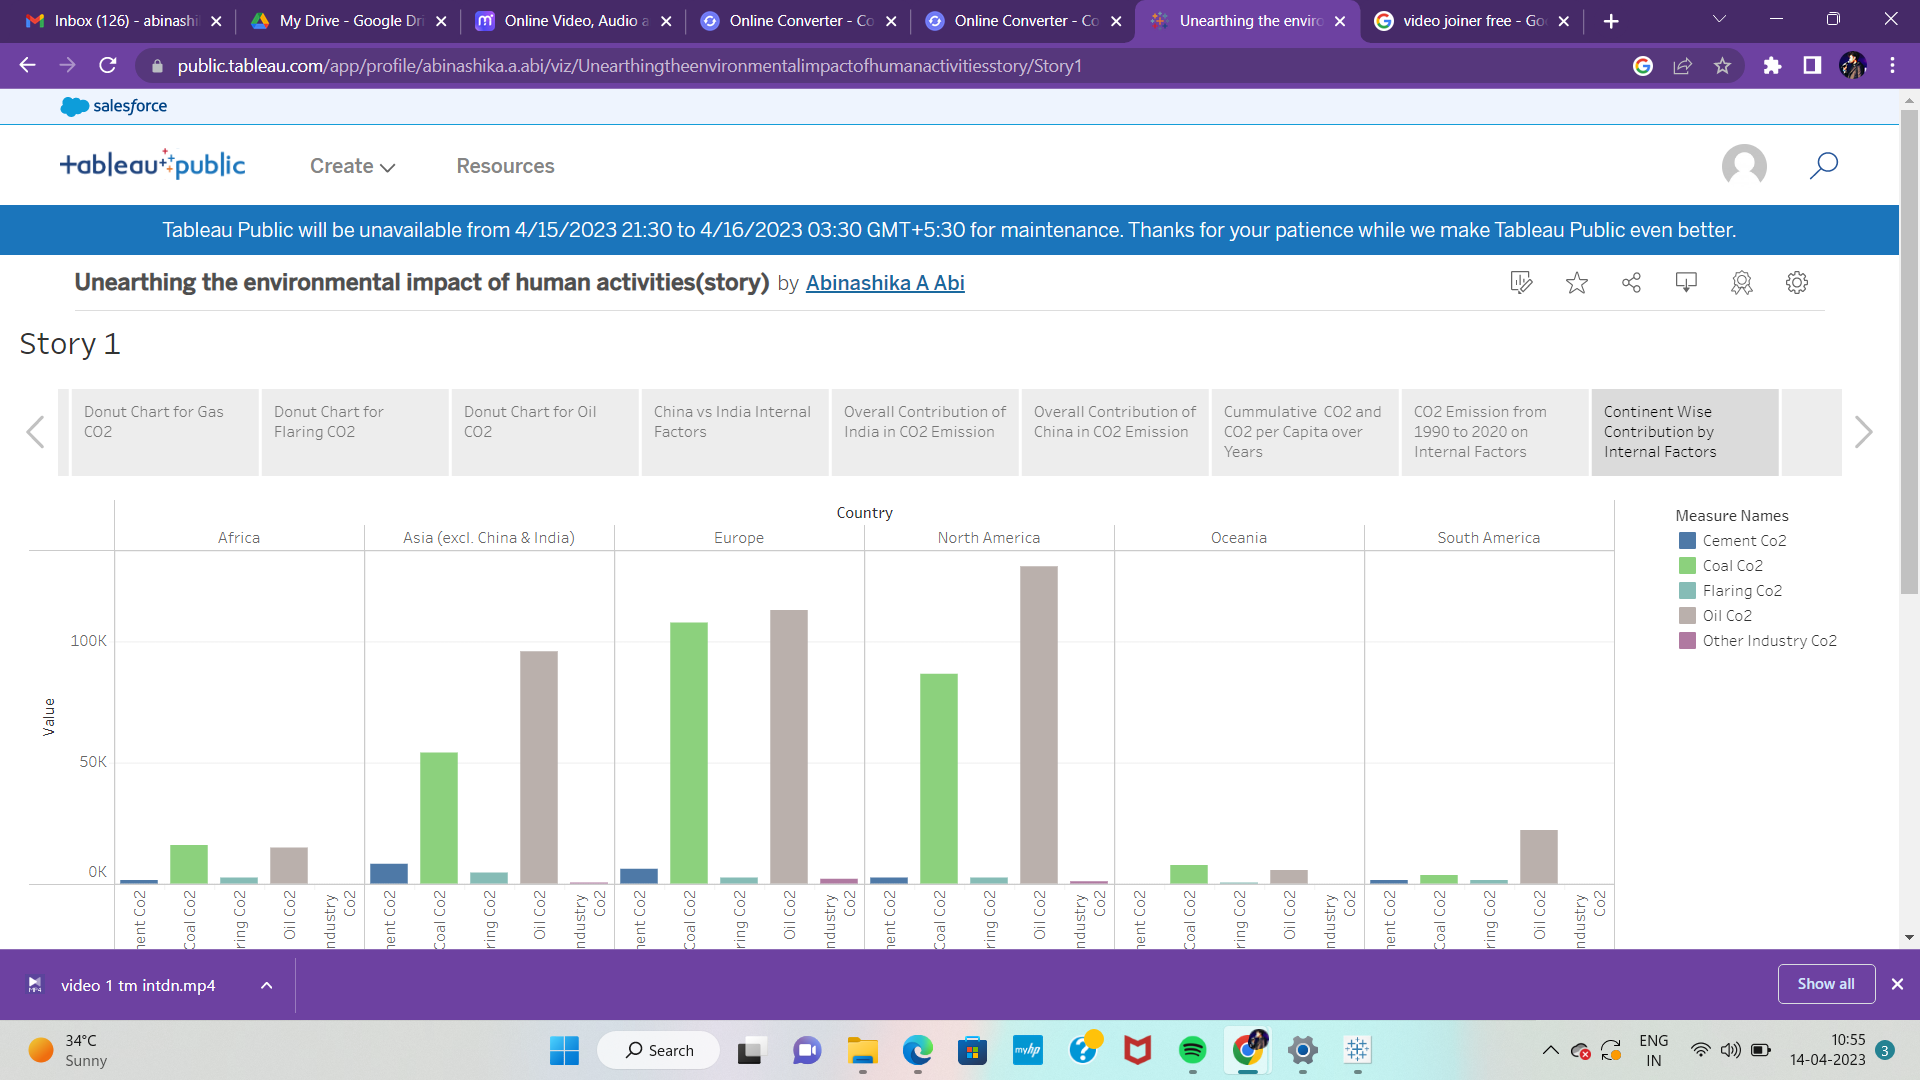 Inbox (126) - abinashi
My Drive - Google Dri
Online Video, Audio a
Online Converter - Co
Online Converter - Co
Unearthing the enviro
video joiner free - Goo
public.tableau.com/app/profile/abinashika.a.abi/viz/Unearthingtheenvironmentalimpactofhumanactivitiesstory/Story1
salesforce
+ableau public
Create
Resources
Tableau Public will be unavailable from 4/15/2023 21:30 to 4/16/2023 03:30 GMT+5:30 for maintenance. Thanks for your patience while we make Tableau Public even better.
Unearthing the environmental impact of human activities(story) by Abinashika A Abi
Story 1
Donut Chart for Gas
CO2
Donut Chart for
Flaring CO2
Donut Chart for Oil
CO2
China vs India Internal
Factors
Overall Contribution of
India in CO2 Emission
Overall Contribution of
China in CO2 Emission
Cummulative CO2 and
CO2 per Capita over
Years
CO2 Emission from
1990 to 2020 on
Internal Factors
Continent Wise
Contribution by
Internal Factors
Country
Africa
Asia (excl. China & India)
Europe
North America
Oceania
South America
Measure Names
Cement Co2
Coal Co2
Flaring Co2
Oil Co2
Other Industry Co2
Value
100K
50K
0K
nent Co2
Coal Co2
ring Co2
Oil Co2
ndustry
Co2
nent Co2
Coal Co2
ring Co2
Oil Co2
ndustry
Co2
nent Co2
Coal Co2
ring Co2
Oil Co2
ndustry
Co2
nent Co2
Coal Co2
ring Co2
Oil Co2
ndustry
Co2
nent Co2
Coal Co2
ring Co2
Oil Co2
ndustry
Co2
nent Co2
Coal Co2
ring Co2
Oil Co2
ndustry
Co2
MP4
video 1 tm intdn.mp4
Show all
34°C
Sunny
Search
myhp
ENG
IN
10:55
14-04-2023
3